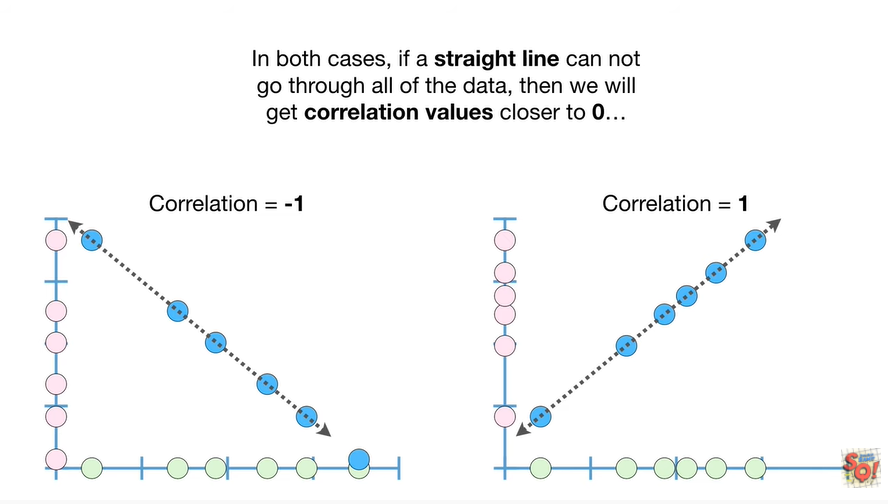 In both cases, if a straight line can not
go through all of the data, then we will
get correlation values closer to 0…
Correlation = -1
Correlation = 1
SQ!